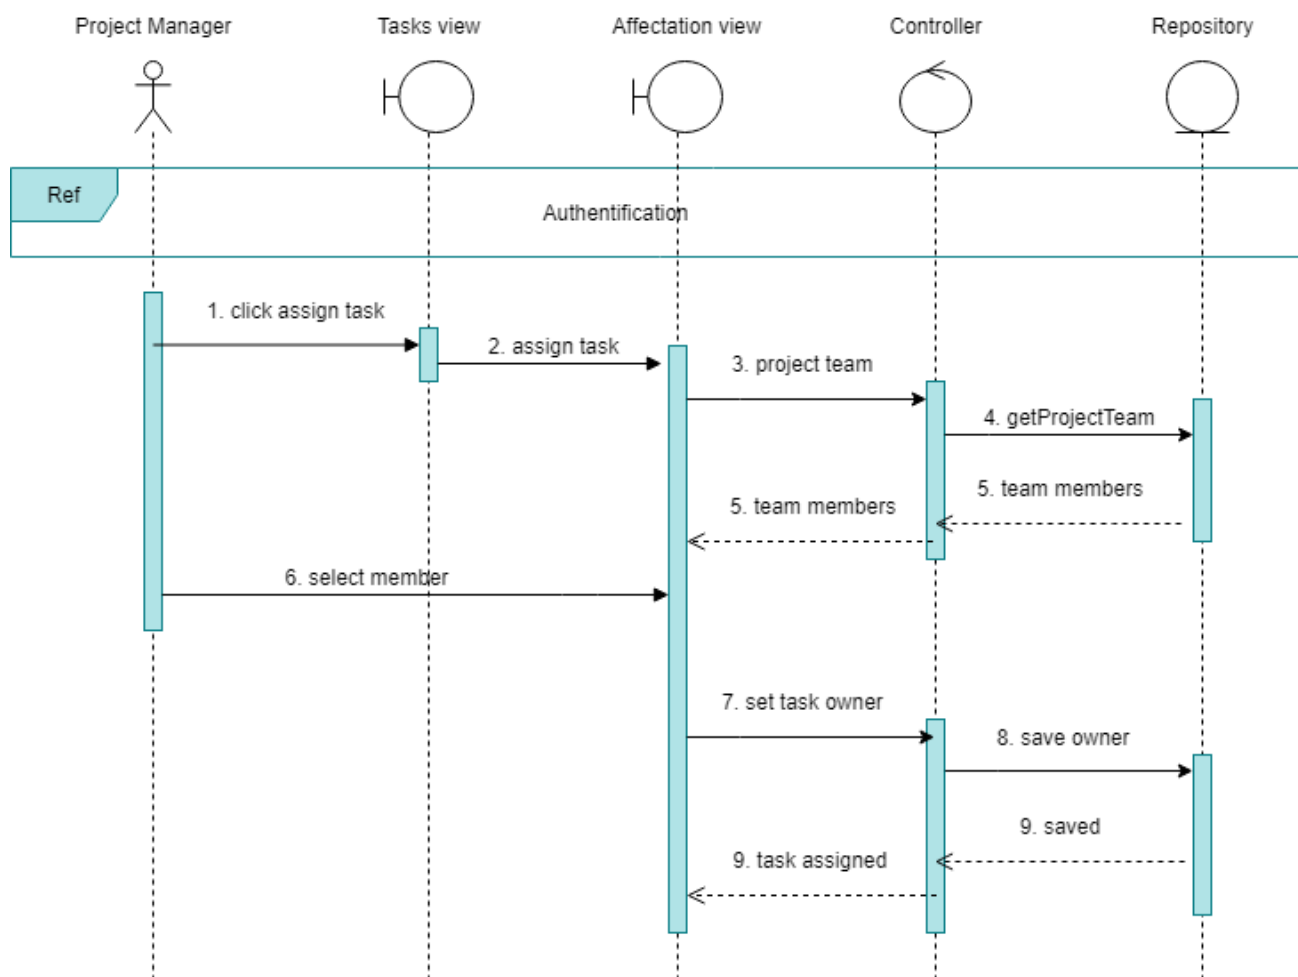 Project Manager
Tasks view
Affectation view
Controller
Repository
Ref
Authentification
1. click assign task
2. assign task
3. project team
4. getProjectTeam
5. team members
5. team members
6. select member
7. set task owner
8. save owner
9. saved
9. task assigned